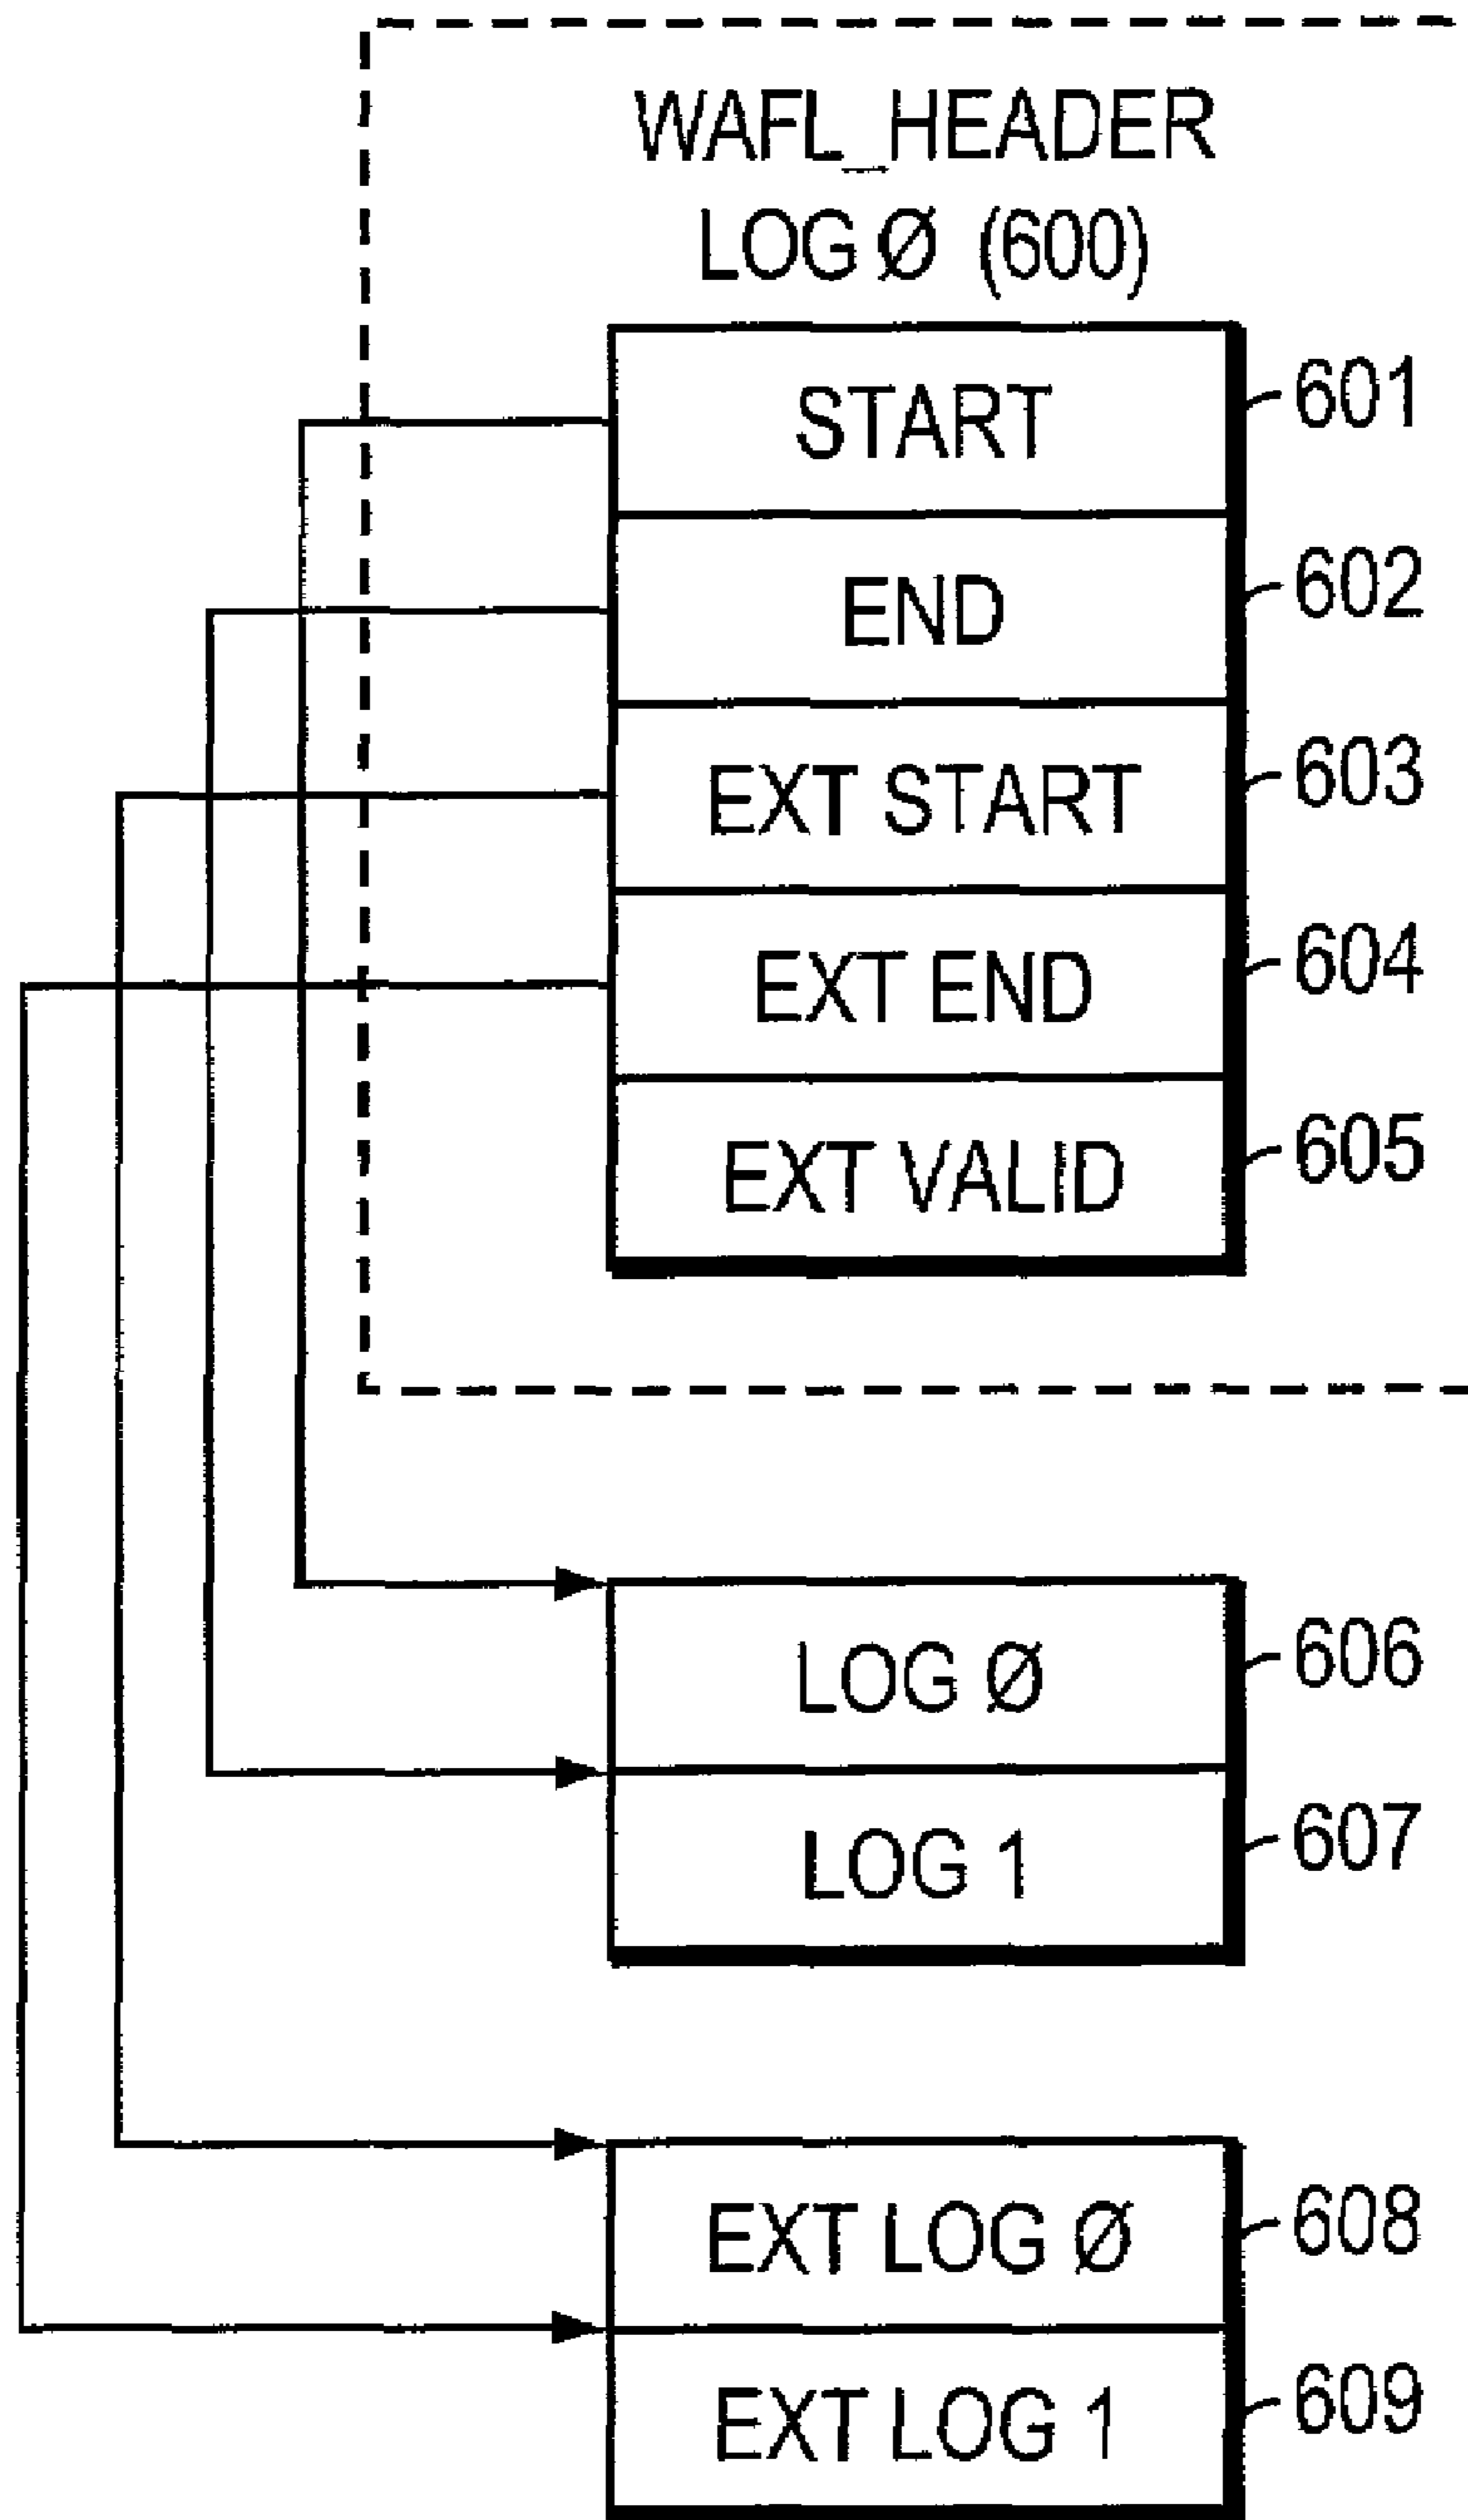 WAFL_HEADER
LOG Ø (600)
START 601
END 602
EXT START 603
EXT END 604
EXT VALID 605
LOG Ø 606
LOG 1 607
EXT LOG Ø 608
EXT LOG 1 609